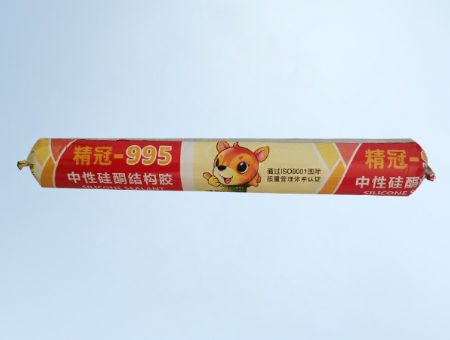 精冠-995
中性硅酮结构胶
SILICONE SEALANT
通过ISO9001国际
质量管理体系认证
精冠-9
中性硅酮
SILICONE